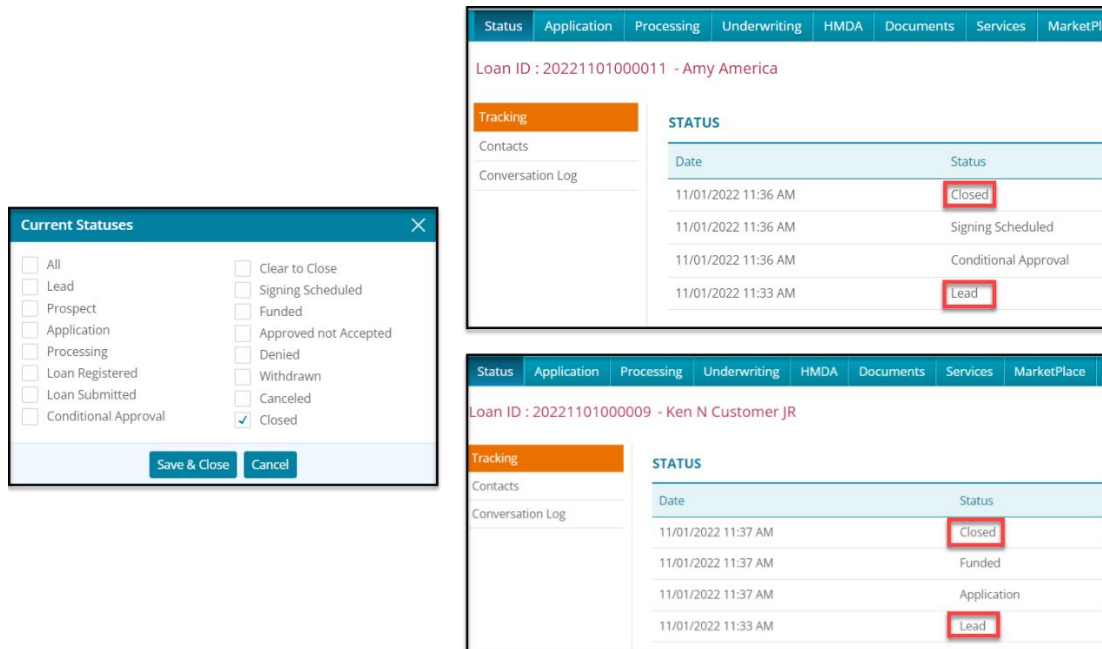 Current Statuses
All
Lead
Prospect
Application
Processing
Loan Registered
Loan Submitted
Conditional Approval
Clear to Close
Signing Scheduled
Funded
Approved not Accepted
Denied
Withdrawn
Canceled
Closed
Save & Close Cancel
Status Application Processing Underwriting HMDA Documents Services MarketPl
Loan ID : 20221101000011 - Amy America
Tracking
Contacts
Conversation Log
STATUS
Date Status
11/01/2022 11:36 AM Closed
11/01/2022 11:36 AM Signing Scheduled
11/01/2022 11:36 AM Conditional Approval
11/01/2022 11:33 AM Lead
Status Application Processing Underwriting HMDA Documents Services MarketPlace
Loan ID : 20221101000009 - Ken N Customer JR
Tracking
Contacts
Conversation Log
STATUS
Date Status
11/01/2022 11:37 AM Closed
11/01/2022 11:37 AM Funded
11/01/2022 11:37 AM Application
11/01/2022 11:33 AM Lead